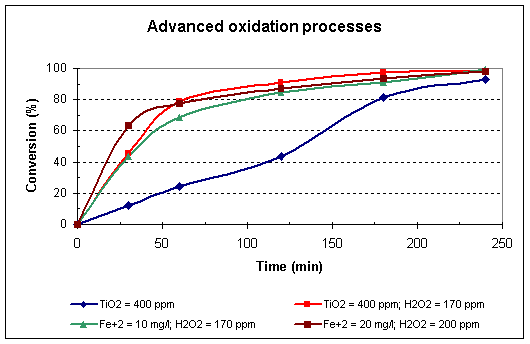 Advanced oxidation processes
Conversion (%)
100
80
60
40
20
0
0 50 100 150 200 250
Time (min)
TiO2 = 400 ppm
TiO2 = 400 ppm; H2O2 = 170 ppm
Fe+2 = 10 mg/l; H2O2 = 170 ppm
Fe+2 = 20 mg/l; H2O2 = 200 ppm